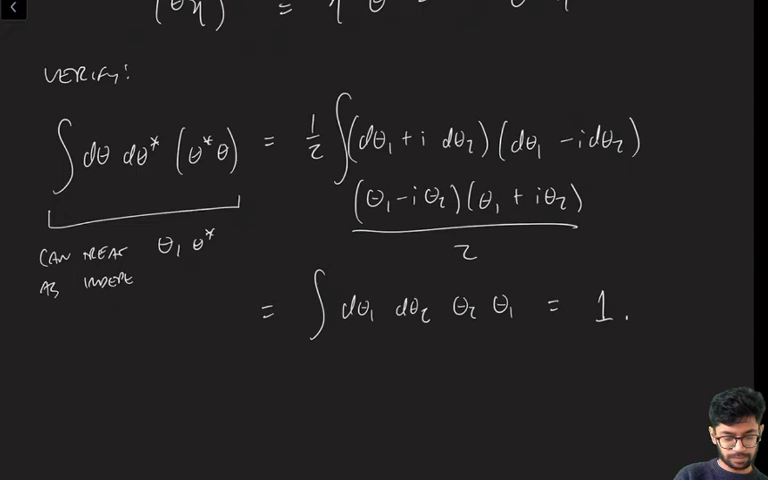 (θη) = η θ =
VERIFY:
∫ dθ dθ* (θ*θ) = 1/2 ∫ (dθ₁ + i dθ₂)(dθ₁ - i dθ₂)
(θ₁ - iθ₂)(θ₁ + iθ₂)
2
CAN TREAT θ, θ*
AS INDEPE
= ∫ dθ₁ dθ₂ θ₂ θ₁ = 1.